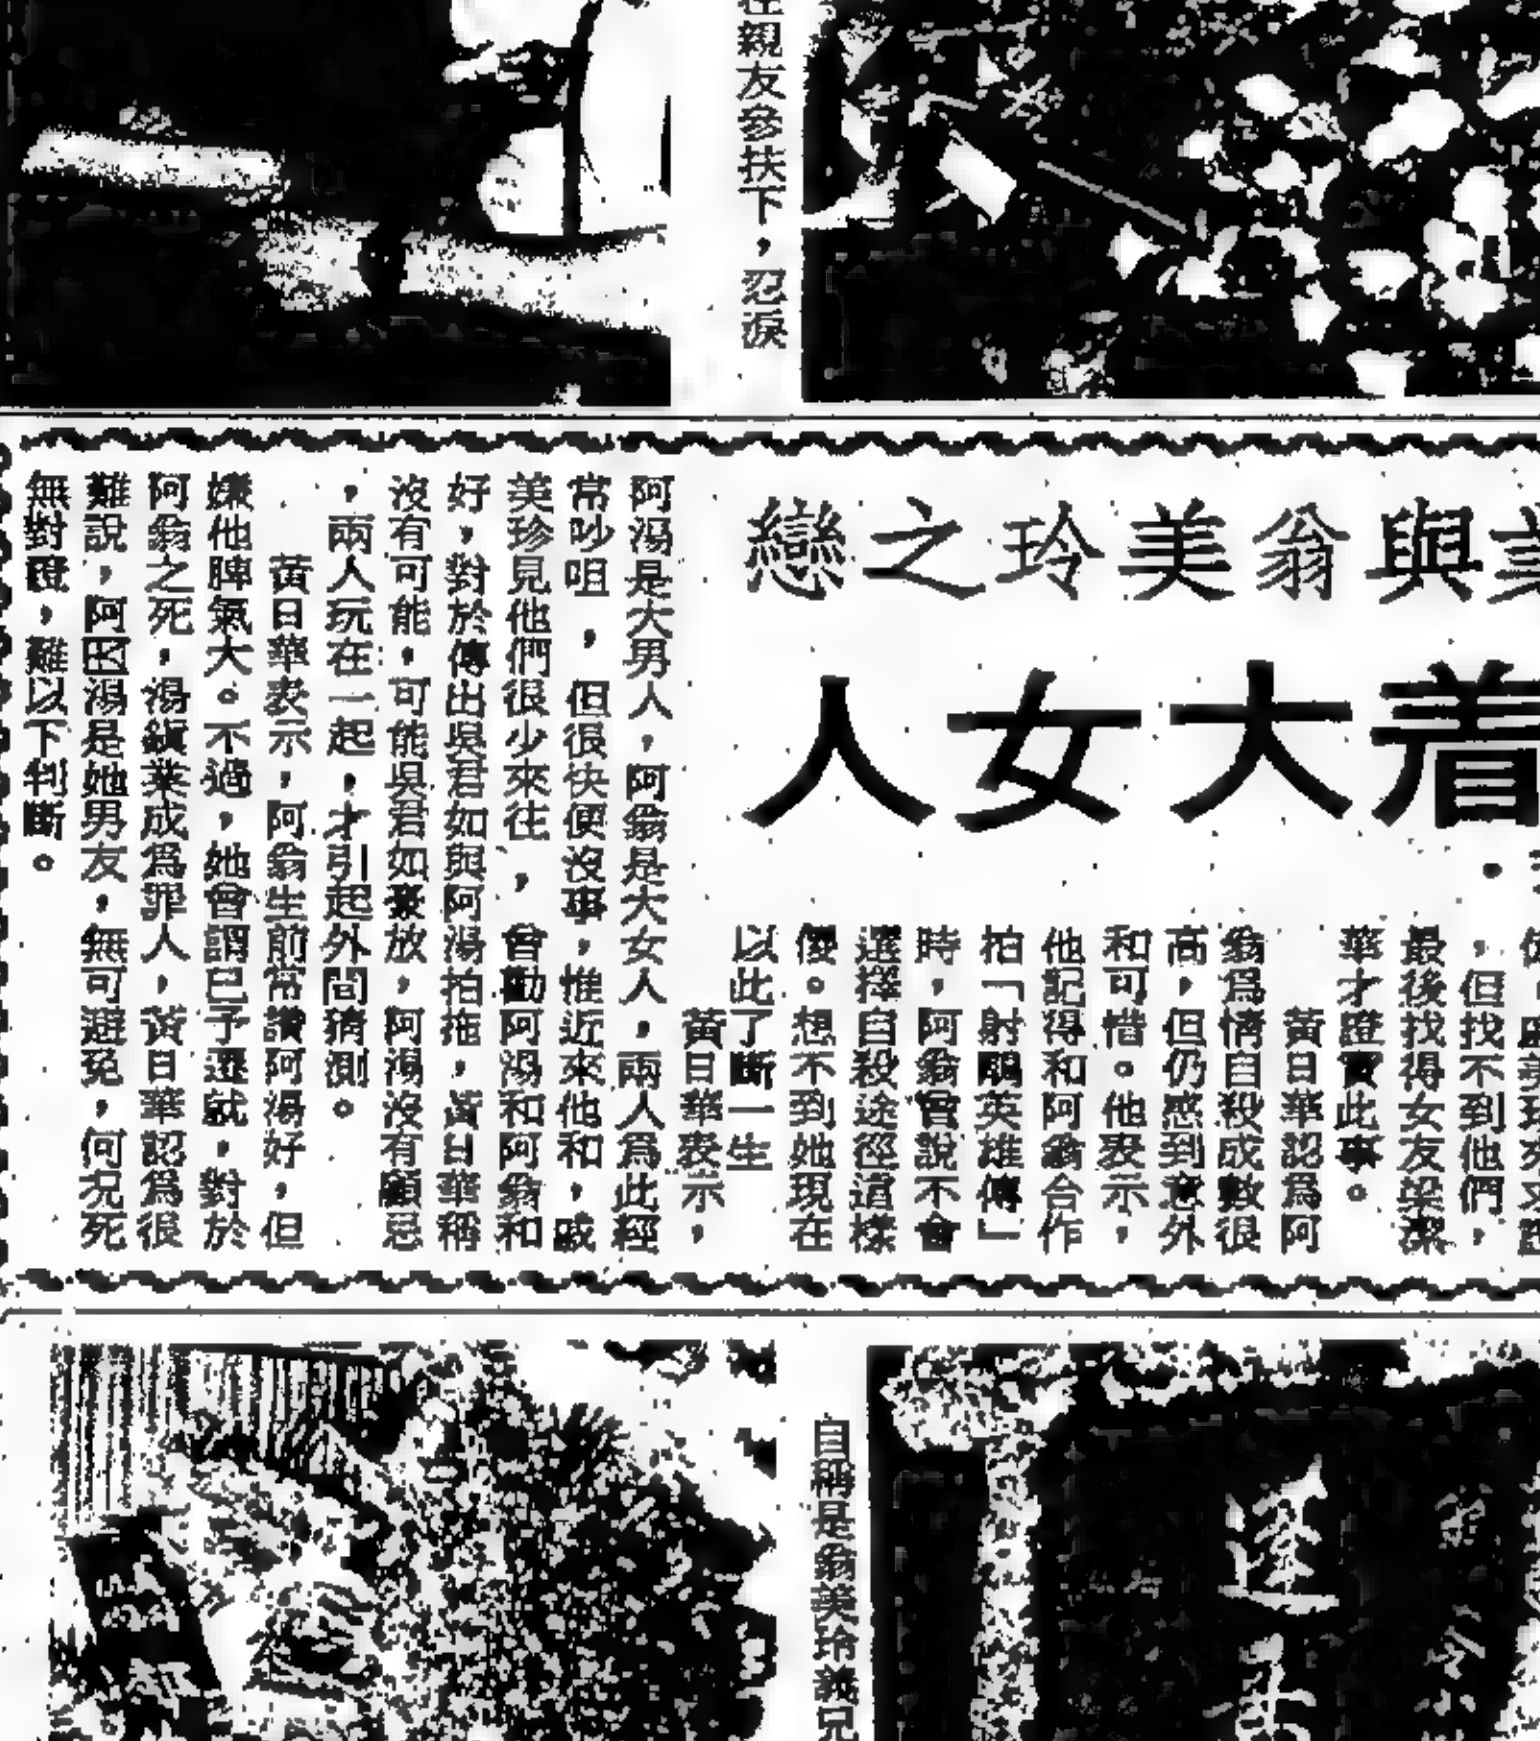 親友參扶下，忍淚
與翁美玲之戀
着大女人
，但找不到他們，
最後找得女友梁潔
華才證實此事。
黃日華認爲阿
翁爲情自殺成數很
高，但仍感到意外
和可惜。他表示，
他記得和阿翁合作
拍「射鵰英雄傳」
時，阿翁曾說不會
選擇自殺途徑這樣
傻。想不到她現在
以此了斷一生
黃日華表示，
阿湯是大男人，阿翁是大女人，兩人爲此經
常吵咀，但很快便沒事，惟近來他和，戚
美珍見他們很少來往，曾勸阿湯和阿翁和
好，對於傳出吳君如與阿湯拍拖，黃日華稱
沒有可能，可能吳君如豪放，阿湯沒有顧忌
，兩人玩在一起，才引起外間猜測。
黃日華表示，阿翁生前常讚阿湯好，但
嫌他脾氣大。不過，她會謂已予遷就，對於
阿翁之死，湯鎮業成爲罪人，黃日華認爲很
難說，阿因湯是她男友，無可避免，何況死
無對證，難以下判斷。
自稱是翁美玲義兄